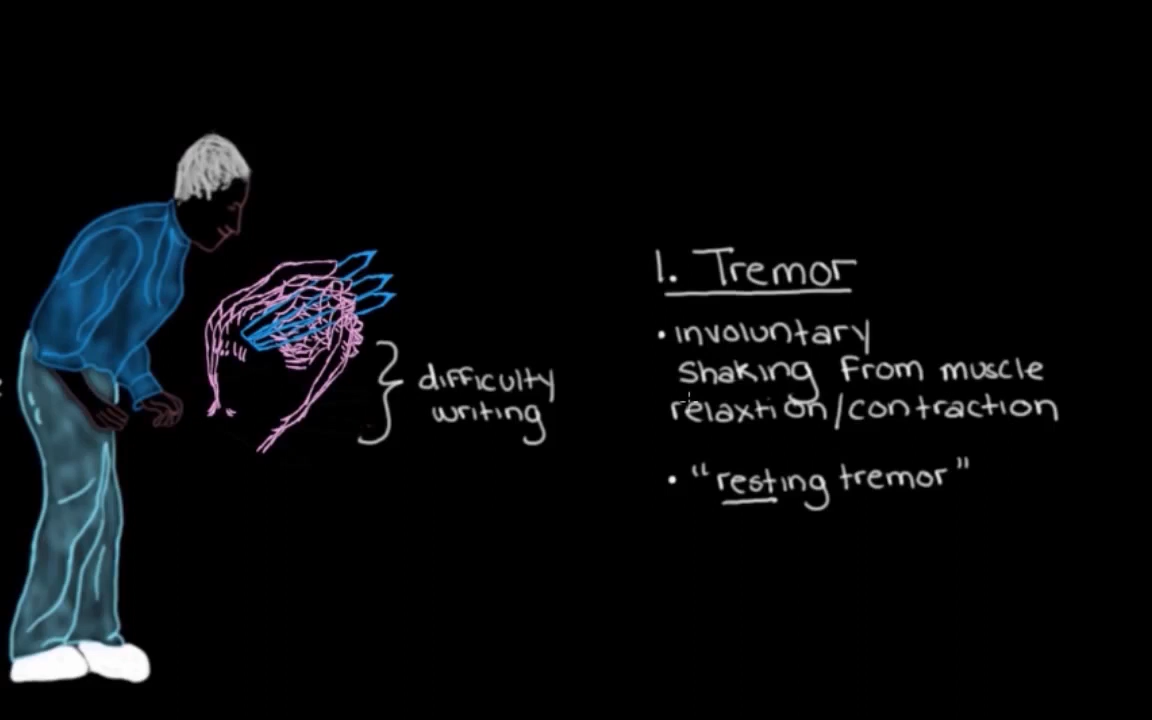 difficulty
writing
1. Tremor
• involuntary
shaking from muscle
relaxtion/contraction
• "resting tremor"